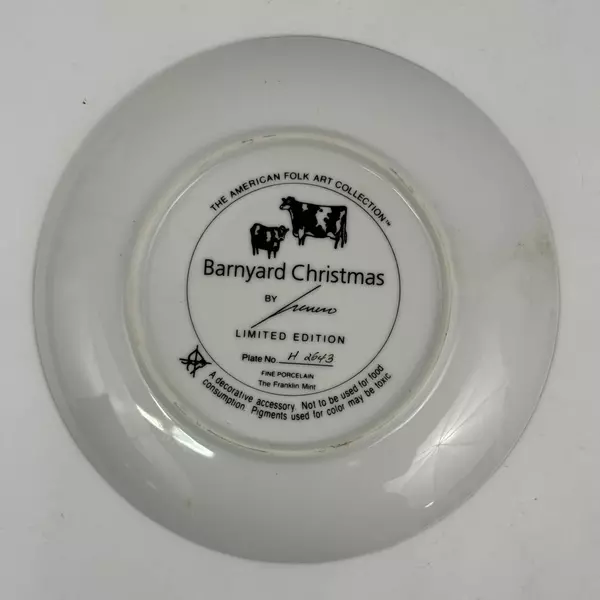 THE AMERICAN FOLK ART COLLECTION™
Barnyard Christmas
BY
LIMITED EDITION
Plate No. H 2643
FINE PORCELAIN
The Franklin Mint
A decorative accessory. Not to be used for food
consumption. Pigments used for color may be toxic.